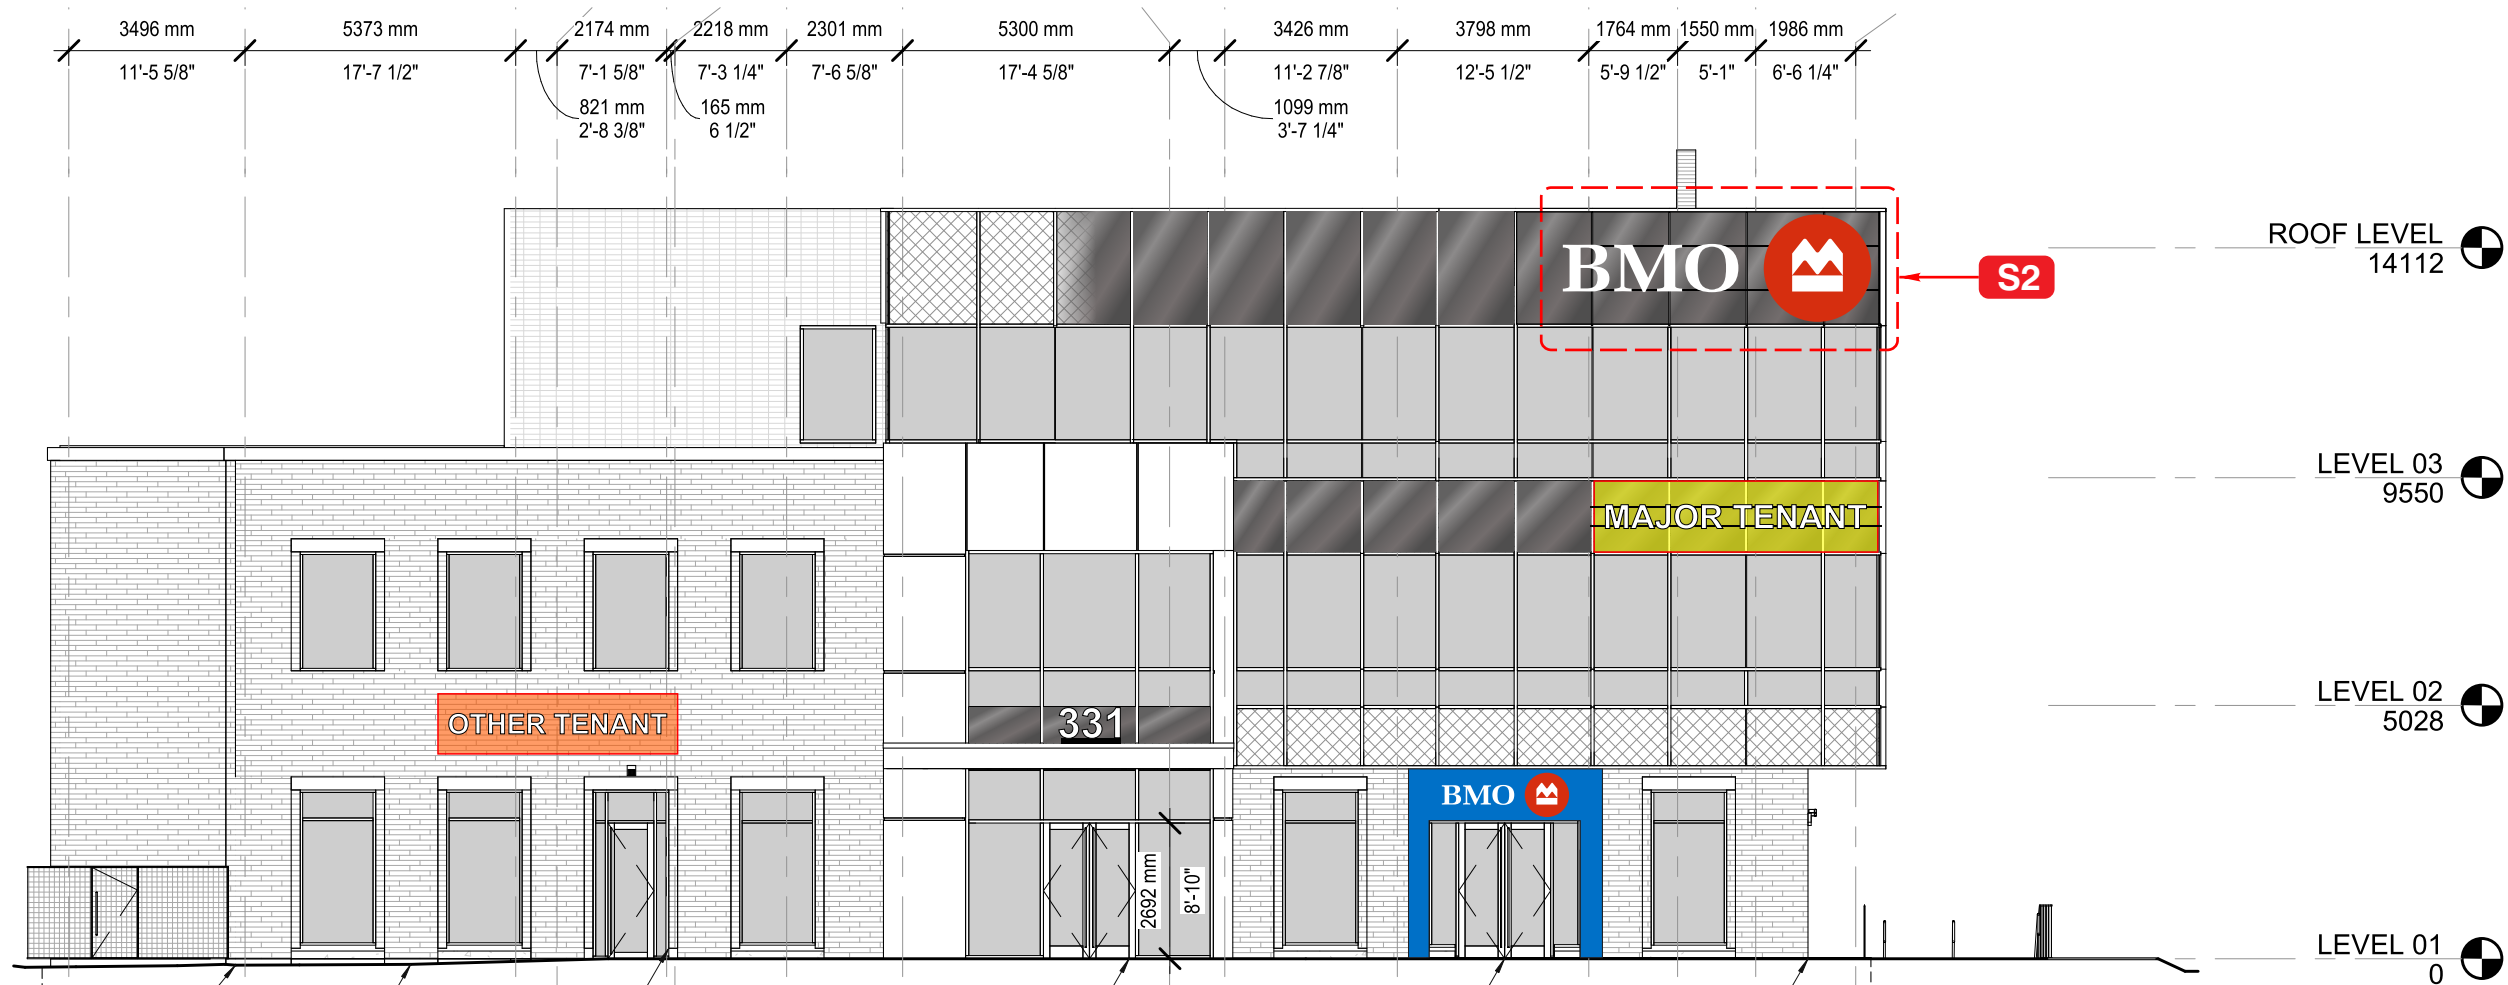 3496 mm 5373 mm 2174 mm 2218 mm 2301 mm 5300 mm 3426 mm 3798 mm 1764 mm 1550 mm 1986 mm
11'-5 5/8" 17'-7 1/2" 7'-1 5/8" 7'-3 1/4" 7'-6 5/8" 17'-4 5/8" 11'-2 7/8" 12'-5 1/2" 5'-9 1/2" 5'-1" 6'-6 1/4"
821 mm 165 mm 1099 mm
2'-8 3/8" 6 1/2" 3'-7 1/4"
ROOF LEVEL
14112
BMO
S2
LEVEL 03
9550
MAJOR TENANT
LEVEL 02
5028
OTHER TENANT
331
BMO
2692 mm
8'-10"
LEVEL 01
0